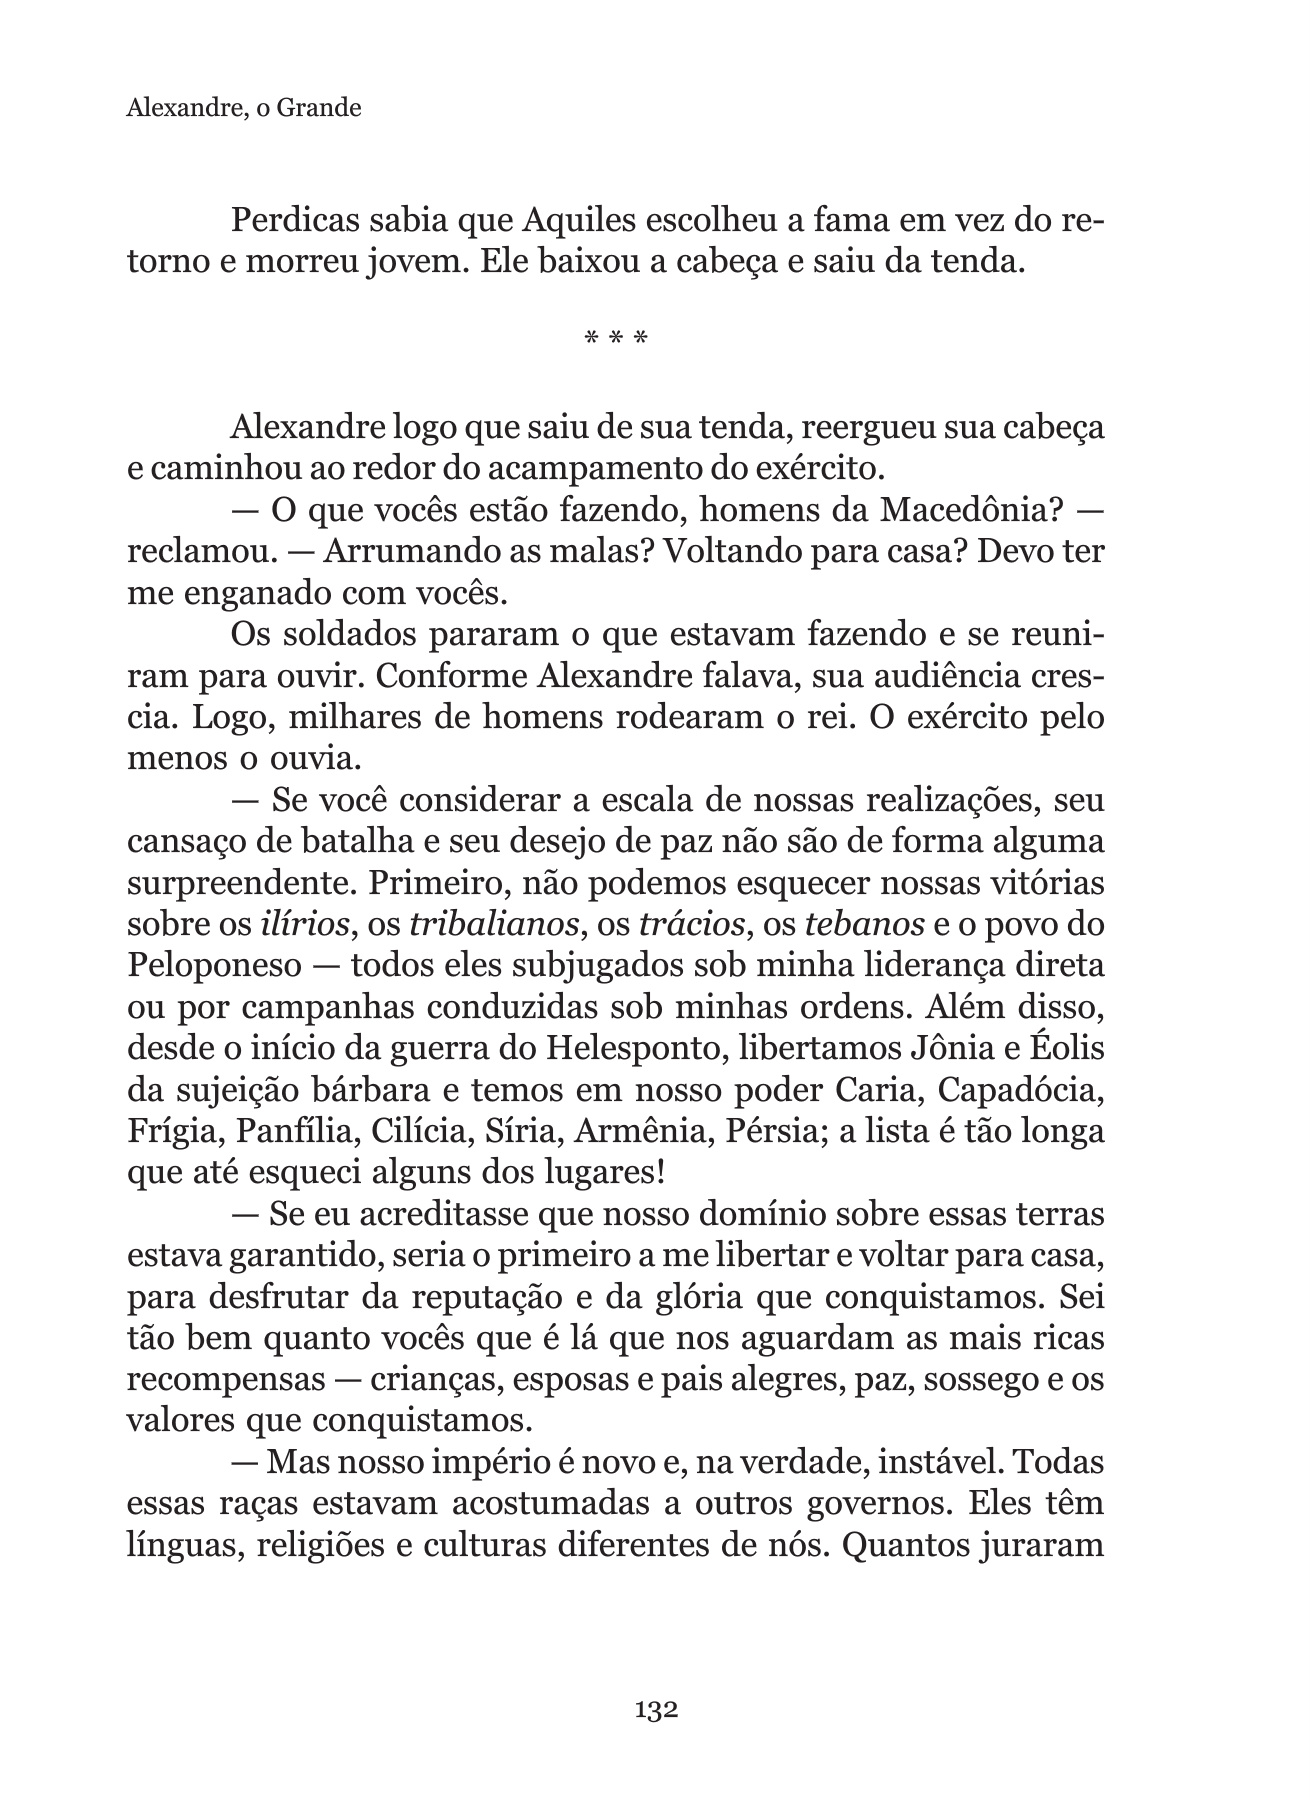 Alexandre, o Grande
Perdicas sabia que Aquiles escolheu a fama em vez do re-
torno e morreu jovem. Ele baixou a cabeça e saiu da tenda.
* * *
Alexandre logo que saiu de sua tenda, reergueu sua cabeça
e caminhou ao redor do acampamento do exército.
— O que vocês estão fazendo, homens da Macedônia? —
reclamou. — Arrumando as malas? Voltando para casa? Devo ter
me enganado com vocês.
Os soldados pararam o que estavam fazendo e se reuni-
ram para ouvir. Conforme Alexandre falava, sua audiência cres-
cia. Logo, milhares de homens rodearam o rei. O exército pelo
menos o ouvia.
— Se você considerar a escala de nossas realizações, seu
cansaço de batalha e seu desejo de paz não são de forma alguma
surpreendente. Primeiro, não podemos esquecer nossas vitórias
sobre os ilírios, os tribalianos, os trácios, os tebanos e o povo do
Peloponeso — todos eles subjugados sob minha liderança direta
ou por campanhas conduzidas sob minhas ordens. Além disso,
desde o início da guerra do Helesponto, libertamos Jônia e Éolis
da sujeição bárbara e temos em nosso poder Caria, Capadócia,
Frígia, Panfília, Cilícia, Síria, Armênia, Pérsia; a lista é tão longa
que até esqueci alguns dos lugares!
— Se eu acreditasse que nosso domínio sobre essas terras
estava garantido, seria o primeiro a me libertar e voltar para casa,
para desfrutar da reputação e da glória que conquistamos. Sei
tão bem quanto vocês que é lá que nos aguardam as mais ricas
recompensas — crianças, esposas e pais alegres, paz, sossego e os
valores que conquistamos.
— Mas nosso império é novo e, na verdade, instável. Todas
essas raças estavam acostumadas a outros governos. Eles têm
línguas, religiões e culturas diferentes de nós. Quantos juraram
132